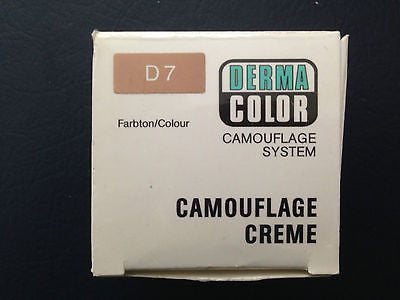 D7
Farbton/Colour
DERMA
COLOR
CAMOUFLAGE
SYSTEM
CAMOUFLAGE
CREME